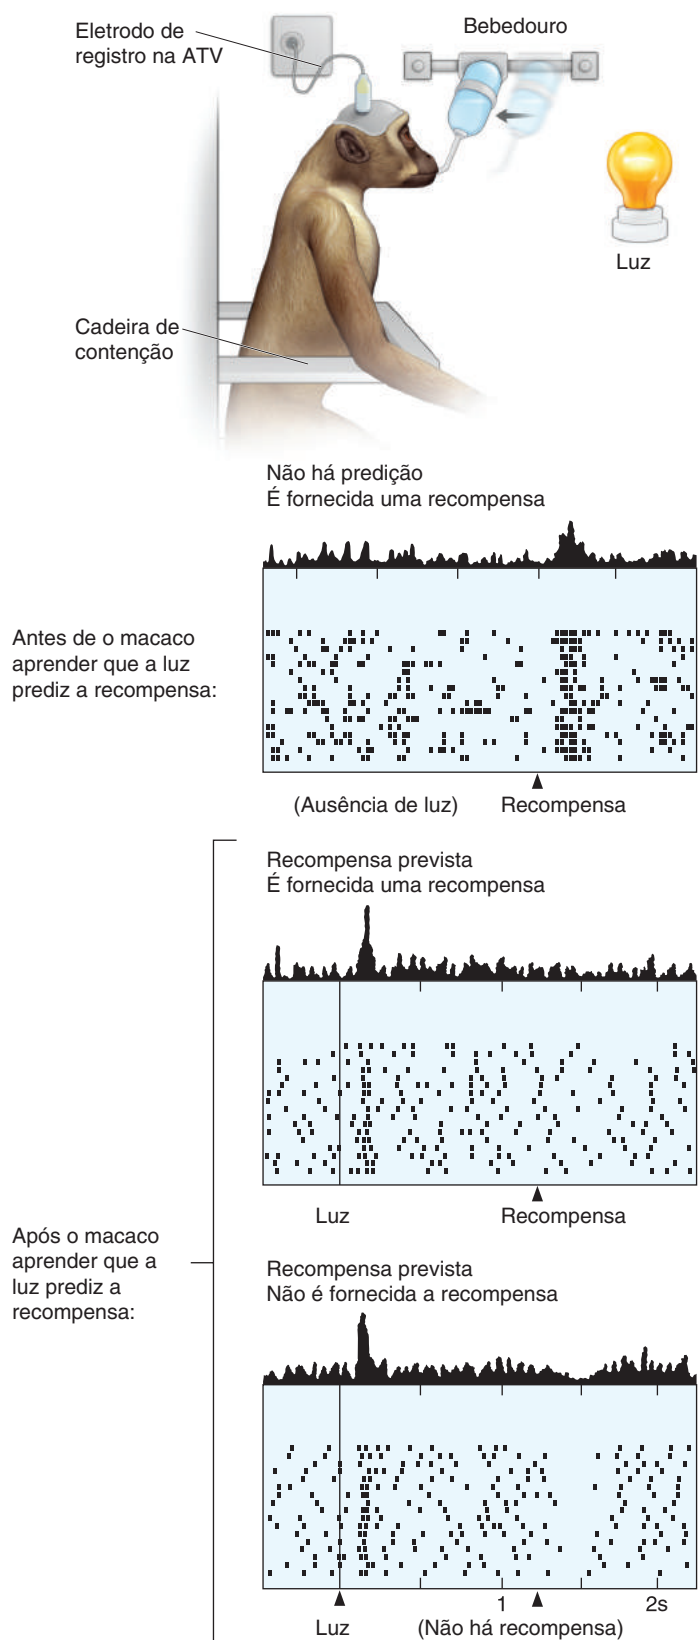 Eletrodo de
registro na ATV
Bebedouro
Luz
Cadeira de
contenção
Não há predição
É fornecida uma recompensa
Antes de o macaco
aprender que a luz
prediz a recompensa:
(Ausência de luz)
Recompensa
Recompensa prevista
É fornecida uma recompensa
Luz
Recompensa
Após o macaco
aprender que a
luz prediz a
recompensa:
Recompensa prevista
Não é fornecida a recompensa
1
2s
Luz
(Não há recompensa)